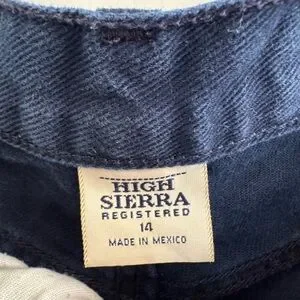 HIGH
SIERRA
REGISTERED
14
MADE IN MEXICO